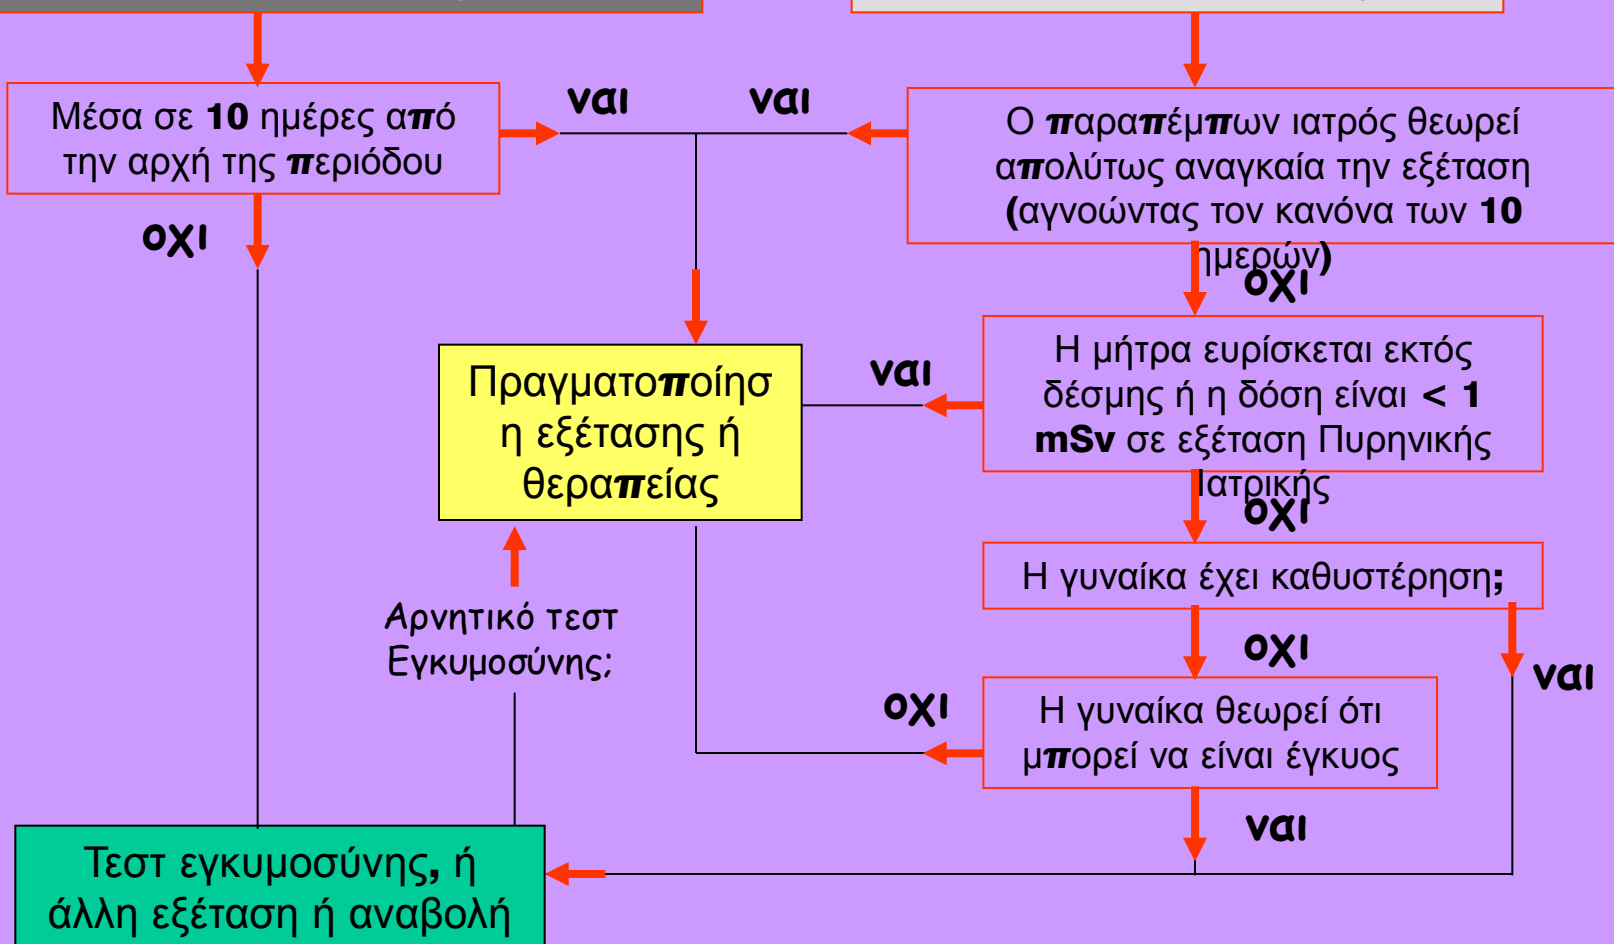 ναι
ναι
Μέσα σε 10 ημέρες από
την αρχή της περιόδου
Ο παραπέμπων ιατρός θεωρεί
απολύτως αναγκαία την εξέταση
(αγνοώντας τον κανόνα των 10
ημερών)
οχι
οχι
Η μήτρα ευρίσκεται εκτός
δέσμης ή η δόση είναι < 1
mSv σε εξέταση Πυρηνικής
Ιατρικής
ναι
Πραγματοποίησ
η εξέτασης ή
θεραπείας
οχι
Η γυναίκα έχει καθυστέρηση;
Αρνητικό τεστ
Εγκυμοσύνης;
οχι
ναι
οχι
Η γυναίκα θεωρεί ότι
μπορεί να είναι έγκυος
ναι
Τεστ εγκυμοσύνης, ή
άλλη εξέταση ή αναβολή